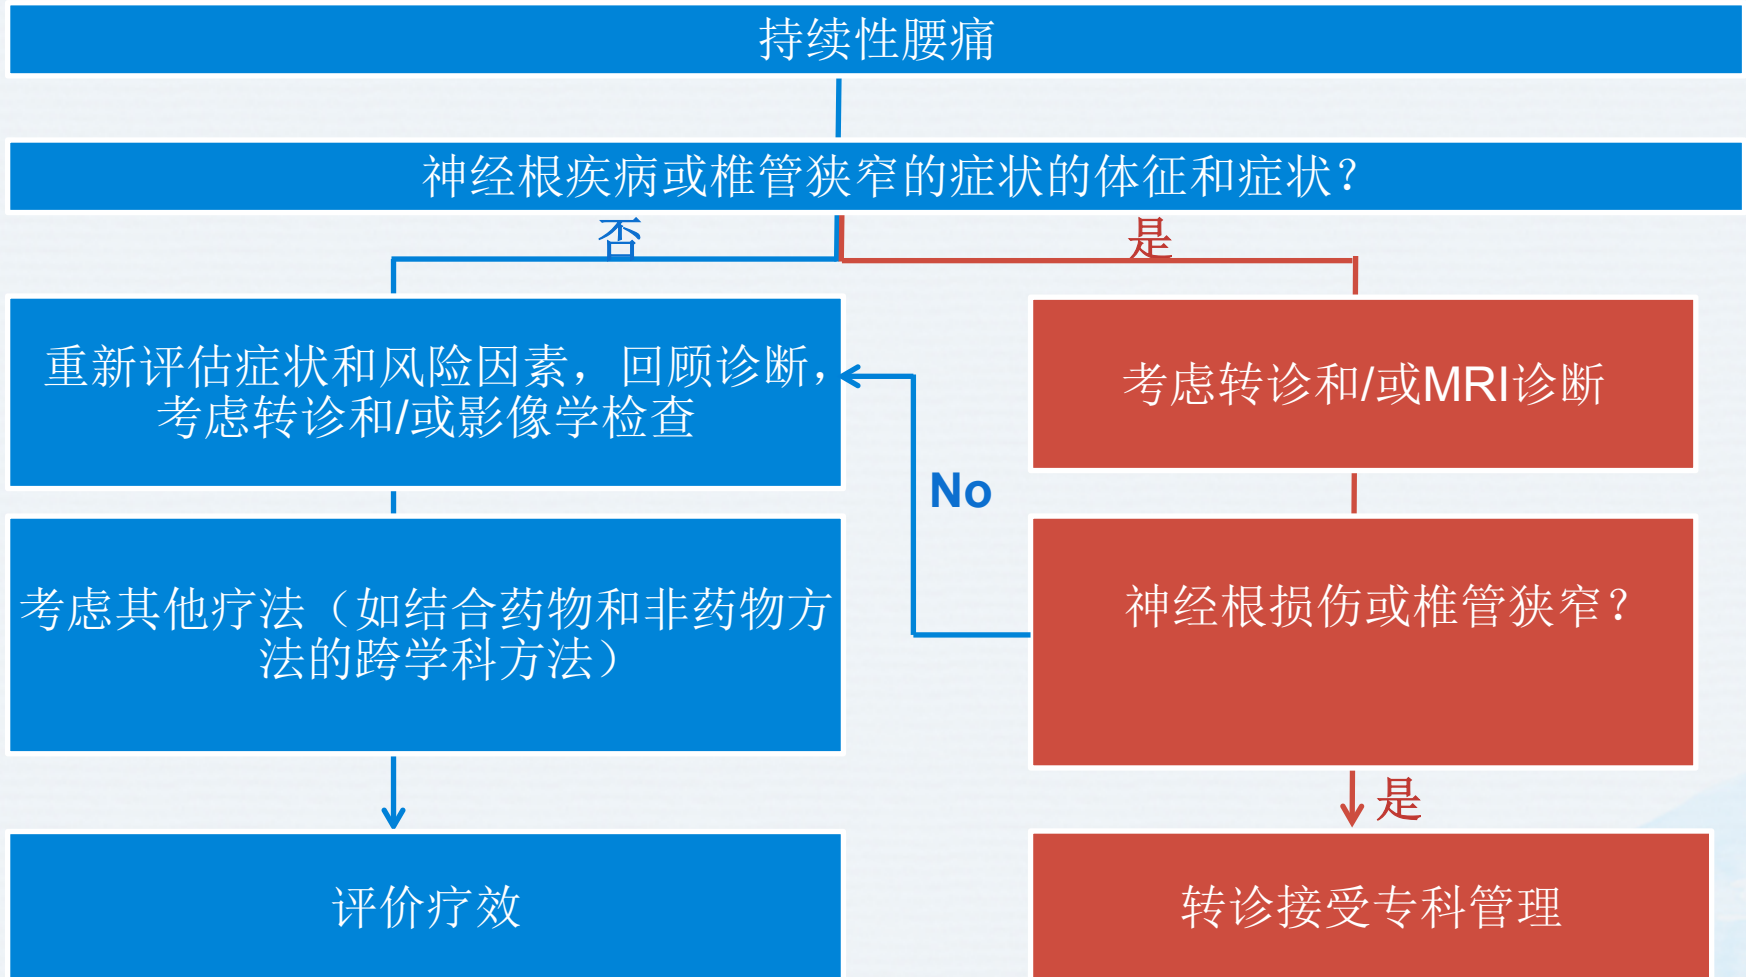 持续性腰痛
神经根疾病或椎管狭窄的症状的体征和症状？
否
是
重新评估症状和风险因素，回顾诊断，
考虑转诊和/或影像学检查
考虑转诊和/或MRI诊断
No
考虑其他疗法（如结合药物和非药物方
法的跨学科方法）
神经根损伤或椎管狭窄？
是
评价疗效
转诊接受专科管理